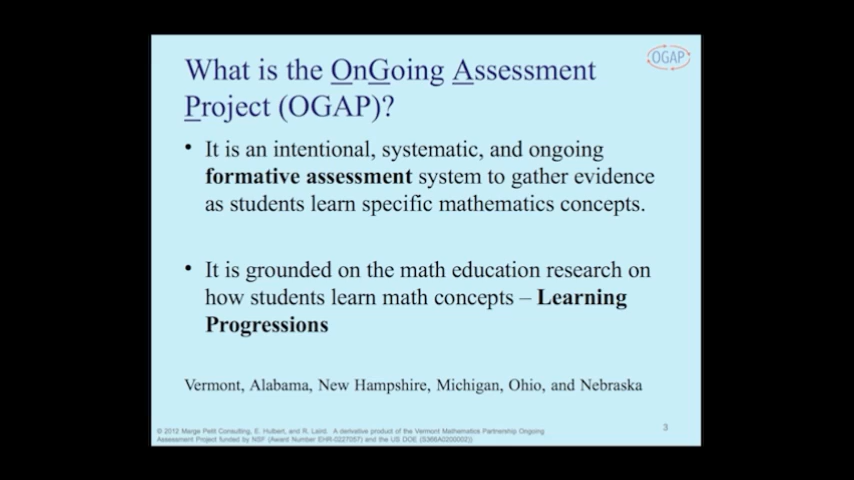 What is the OnGoing Assessment
Project (OGAP)?
OGAP
• It is an intentional, systematic, and ongoing
formative assessment system to gather evidence
as students learn specific mathematics concepts.
• It is grounded on the math education research on
how students learn math concepts – Learning
Progressions
Vermont, Alabama, New Hampshire, Michigan, Ohio, and Nebraska
© 2012 Marge Petit Consulting, E. Hulbert, and R. Laird. A derivative product of the Vermont Mathematics Partnership Ongoing
Assessment Project funded by NSF (Award Number EHR-0227057) and the US DOE (S366A0200002))
3